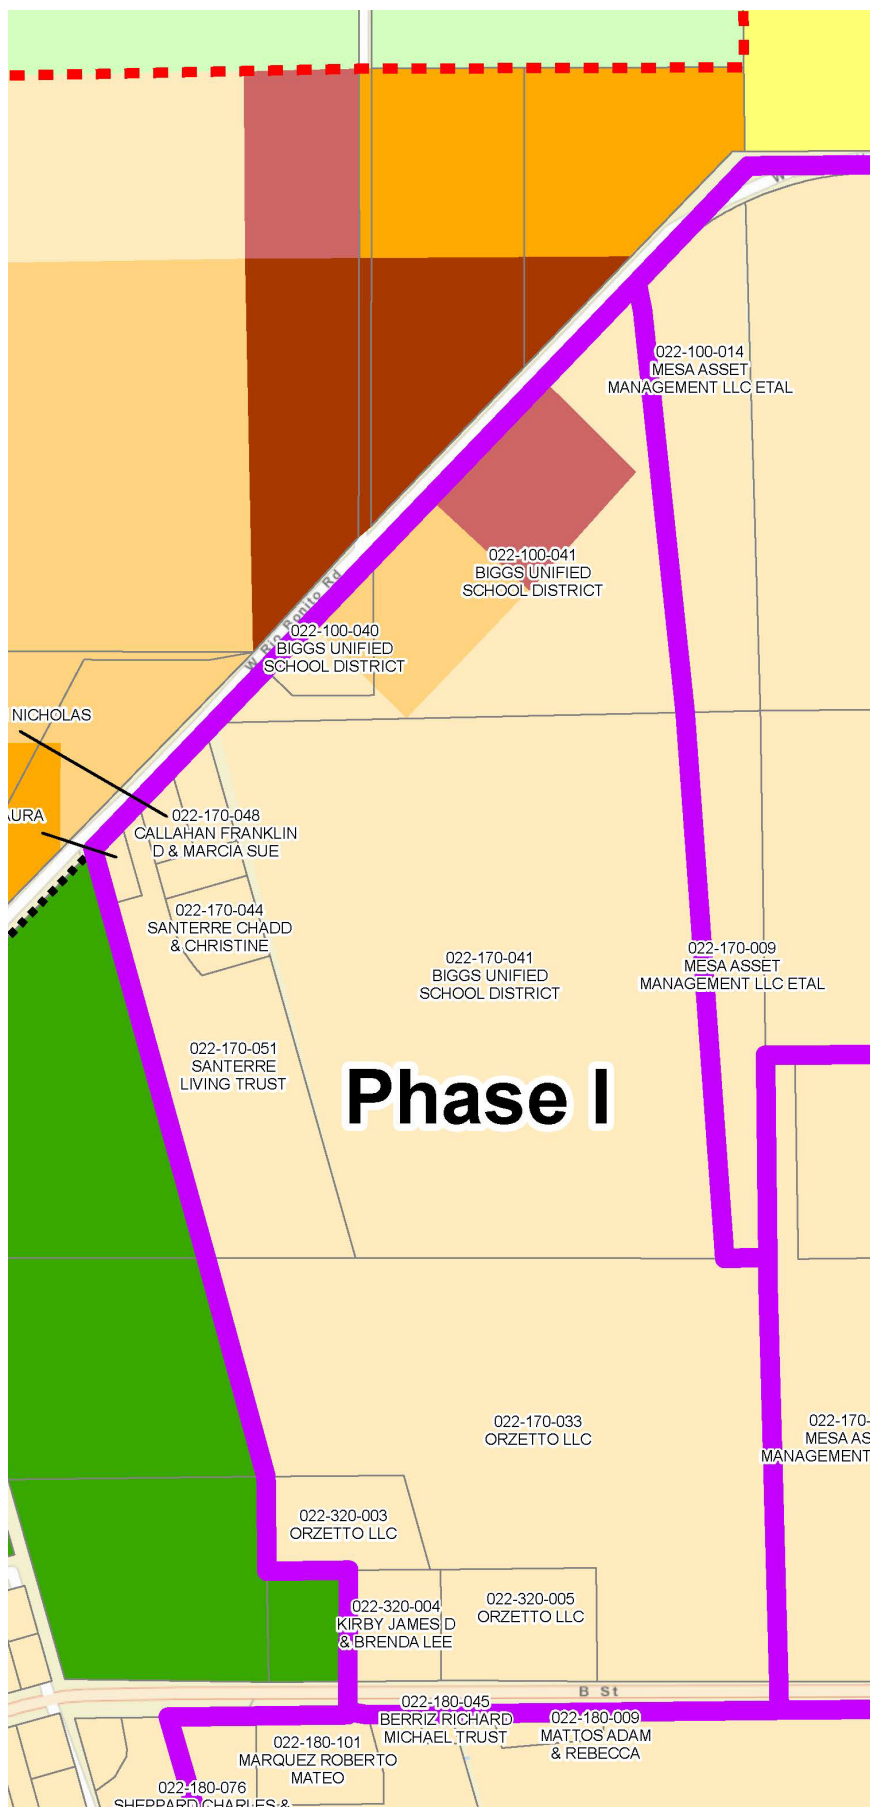 022-100-014
MESA ASSET
MANAGEMENT LLC ETAL
022-100-041
BIGGS UNIFIED
SCHOOL DISTRICT
W Rio Bonito Rd
022-100-040
BIGGS UNIFIED
SCHOOL DISTRICT
NICHOLAS
AURA
022-170-048
CALLAHAN FRANKLIN
D & MARCIA SUE
022-170-044
SANTERRE CHADD
& CHRISTINE
022-170-041
BIGGS UNIFIED
SCHOOL DISTRICT
022-170-009
MESA ASSET
MANAGEMENT LLC ETAL
022-170-051
SANTERRE
LIVING TRUST
Phase I
022-170-033
ORZETTO LLC
022-170-
MESA AS
MANAGEMENT
022-320-003
ORZETTO LLC
022-320-004
KIRBY JAMES D
& BRENDA LEE
022-320-005
ORZETTO LLC
B St
022-180-045
BERRIZ RICHARD
MICHAEL TRUST
022-180-009
MATTOS ADAM
& REBECCA
022-180-101
MARQUEZ ROBERTO
MATEO
022-180-076
SHEPPARD CHARLES &